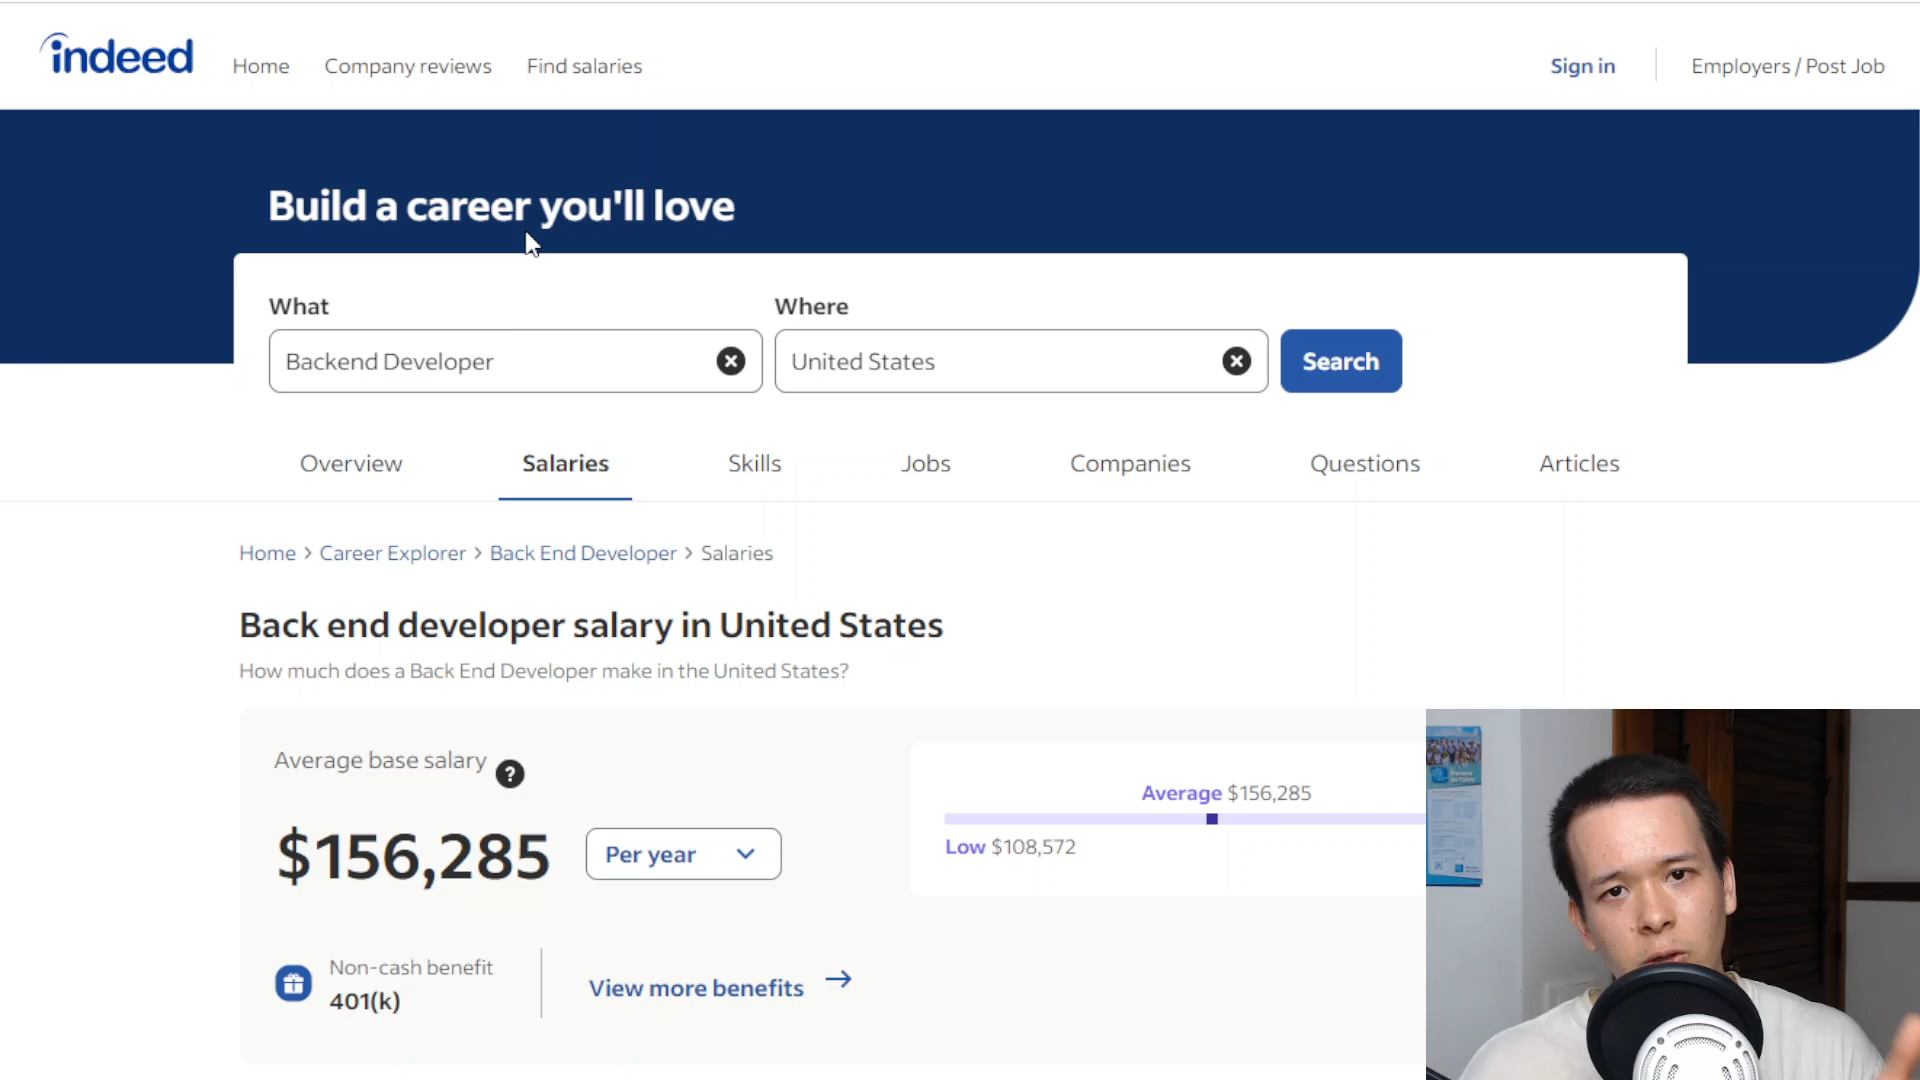 indeed
Home Company reviews Find salaries Sign in Employers / Post Job
Build a career you'll love
What Where
Backend Developer United States Search
Overview Salaries Skills Jobs Companies Questions Articles
Home > Career Explorer > Back End Developer > Salaries
Back end developer salary in United States
How much does a Back End Developer make in the United States?
Average base salary ?
Average $156,285
Low $108,572
$156,285 Per year
Non-cash benefit
401(k)
View more benefits →